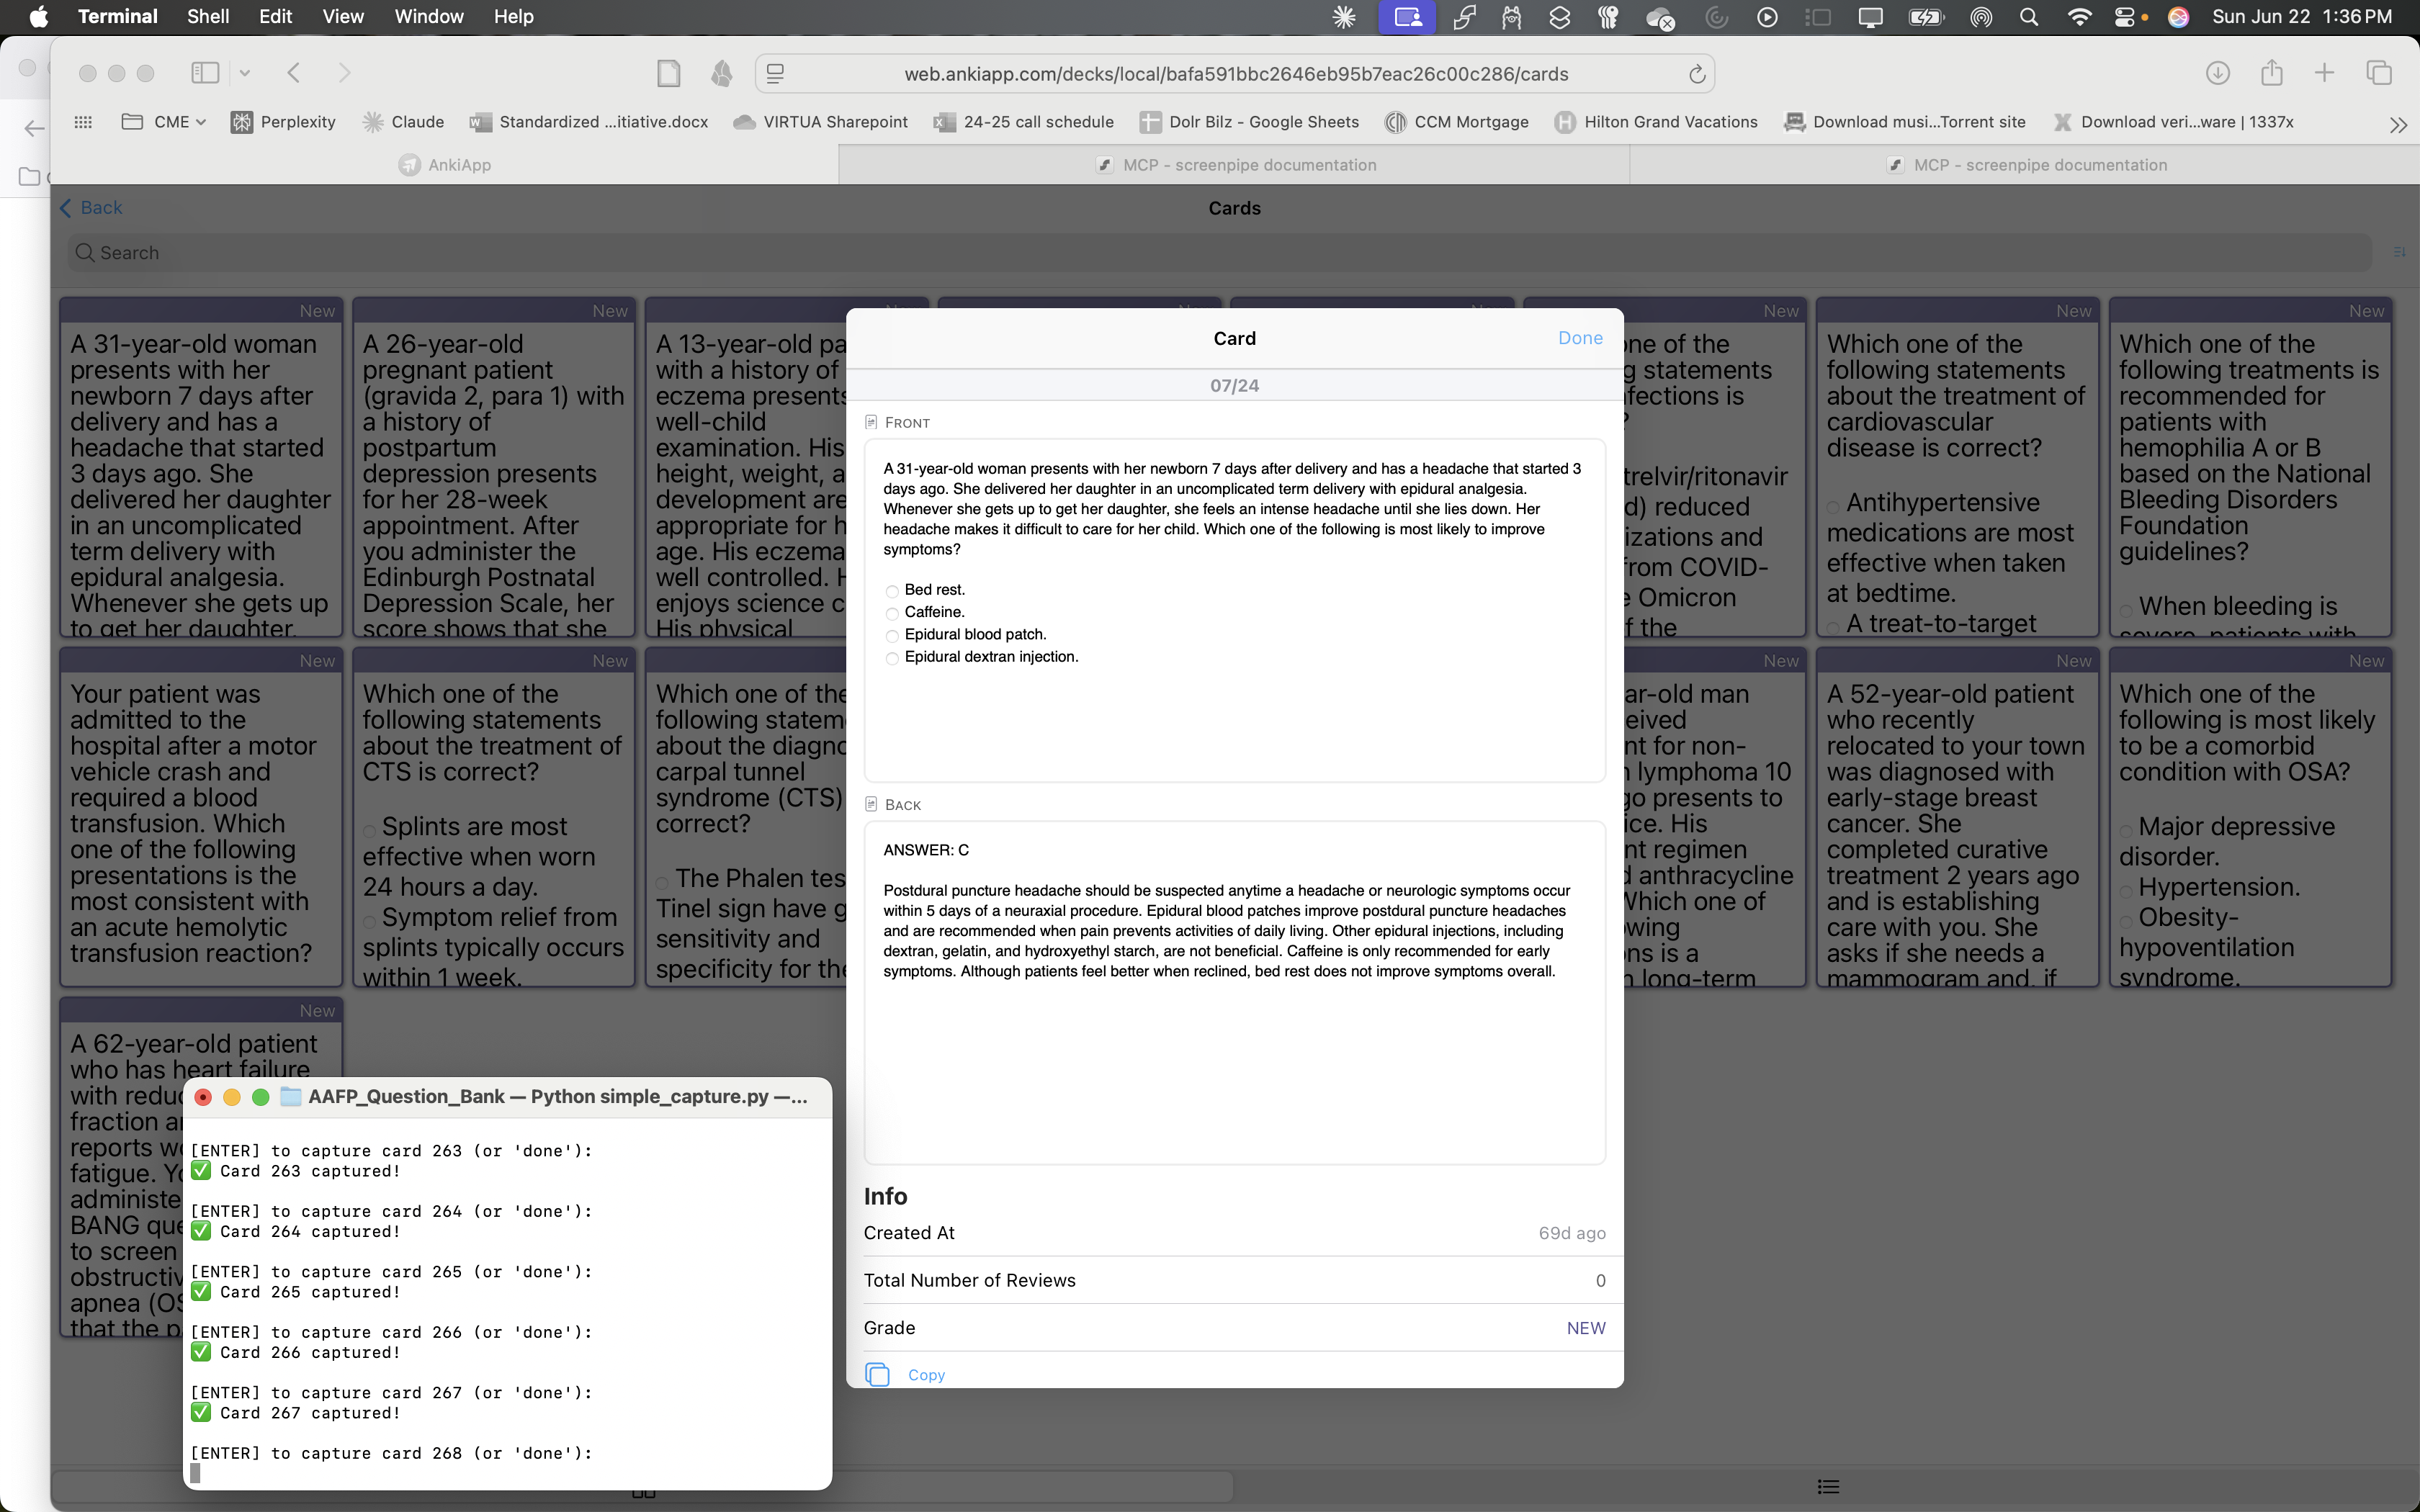 Terminal Shell Edit View Window Help
Sun Jun 22 1:36 PM
web.ankiapp.com/decks/local/bafa591bbc2646eb95b7eac26c00c286/cards
CME
Perplexity
Claude
Standardized ...itiative.docx
VIRTUA Sharepoint
24-25 call schedule
Dolr Bilz - Google Sheets
CCM Mortgage
Hilton Grand Vacations
Download musi...Torrent site
Download veri...ware | 1337x
AnkiApp
MCP - screenpipe documentation
MCP - screenpipe documentation
Back
Cards
Search
New
A 31-year-old woman
presents with her
newborn 7 days after
delivery and has a
headache that started
3 days ago. She
delivered her daughter
in an uncomplicated
term delivery with
epidural analgesia.
Whenever she gets up
to get her daughter,
New
A 26-year-old
pregnant patient
(gravida 2, para 1) with
a history of
postpartum
depression presents
for her 28-week
appointment. After
you administer the
Edinburgh Postnatal
Depression Scale, her
score shows that she
A 13-year-old pa
with a history of
eczema presents
well-child
examination. His
height, weight, a
development are
appropriate for h
age. His eczema
well controlled. H
enjoys science c
His physical
New
ne of the
g statements
fections is
?
trelvir/ritonavir
d) reduced
izations and
from COVID-
e Omicron
f the
New
Which one of the
following statements
about the treatment of
cardiovascular
disease is correct?
Antihypertensive
medications are most
effective when taken
at bedtime.
A treat-to-target
New
Which one of the
following treatments is
recommended for
patients with
hemophilia A or B
based on the National
Bleeding Disorders
Foundation
guidelines?
When bleeding is
severe, patients with
New
Your patient was
admitted to the
hospital after a motor
vehicle crash and
required a blood
transfusion. Which
one of the following
presentations is the
most consistent with
an acute hemolytic
transfusion reaction?
New
Which one of the
following statements
about the treatment of
CTS is correct?
Splints are most
effective when worn
24 hours a day.
Symptom relief from
splints typically occurs
within 1 week.
Which one of the
following statem
about the diagno
carpal tunnel
syndrome (CTS)
correct?
The Phalen tes
Tinel sign have g
sensitivity and
specificity for the
New
ar-old man
eived
nt for non-
n lymphoma 10
go presents to
ice. His
nt regimen
d anthracycline
Which one of
wing
ns is a
n long-term
New
A 52-year-old patient
who recently
relocated to your town
was diagnosed with
early-stage breast
cancer. She
completed curative
treatment 2 years ago
and is establishing
care with you. She
asks if she needs a
mammogram and, if
New
Which one of the
following is most likely
to be a comorbid
condition with OSA?
Major depressive
disorder.
Hypertension.
Obesity-
hypoventilation
syndrome.
New
A 62-year-old patient
who has heart failure
with reduc
fraction a
reports w
fatigue. Yo
administe
BANG que
to screen
obstructiv
apnea (OS
that the p
Card
Done
07/24
FRONT
A 31-year-old woman presents with her newborn 7 days after delivery and has a headache that started 3
days ago. She delivered her daughter in an uncomplicated term delivery with epidural analgesia.
Whenever she gets up to get her daughter, she feels an intense headache until she lies down. Her
headache makes it difficult to care for her child. Which one of the following is most likely to improve
symptoms?
Bed rest.
Caffeine.
Epidural blood patch.
Epidural dextran injection.
BACK
ANSWER: C
Postdural puncture headache should be suspected anytime a headache or neurologic symptoms occur
within 5 days of a neuraxial procedure. Epidural blood patches improve postdural puncture headaches
and are recommended when pain prevents activities of daily living. Other epidural injections, including
dextran, gelatin, and hydroxyethyl starch, are not beneficial. Caffeine is only recommended for early
symptoms. Although patients feel better when reclined, bed rest does not improve symptoms overall.
Info
Created At 69d ago
Total Number of Reviews 0
Grade NEW
Copy
AAFP_Question_Bank — Python simple_capture.py —...
[ENTER] to capture card 263 (or 'done'):
✅ Card 263 captured!
[ENTER] to capture card 264 (or 'done'):
✅ Card 264 captured!
[ENTER] to capture card 265 (or 'done'):
✅ Card 265 captured!
[ENTER] to capture card 266 (or 'done'):
✅ Card 266 captured!
[ENTER] to capture card 267 (or 'done'):
✅ Card 267 captured!
[ENTER] to capture card 268 (or 'done'):